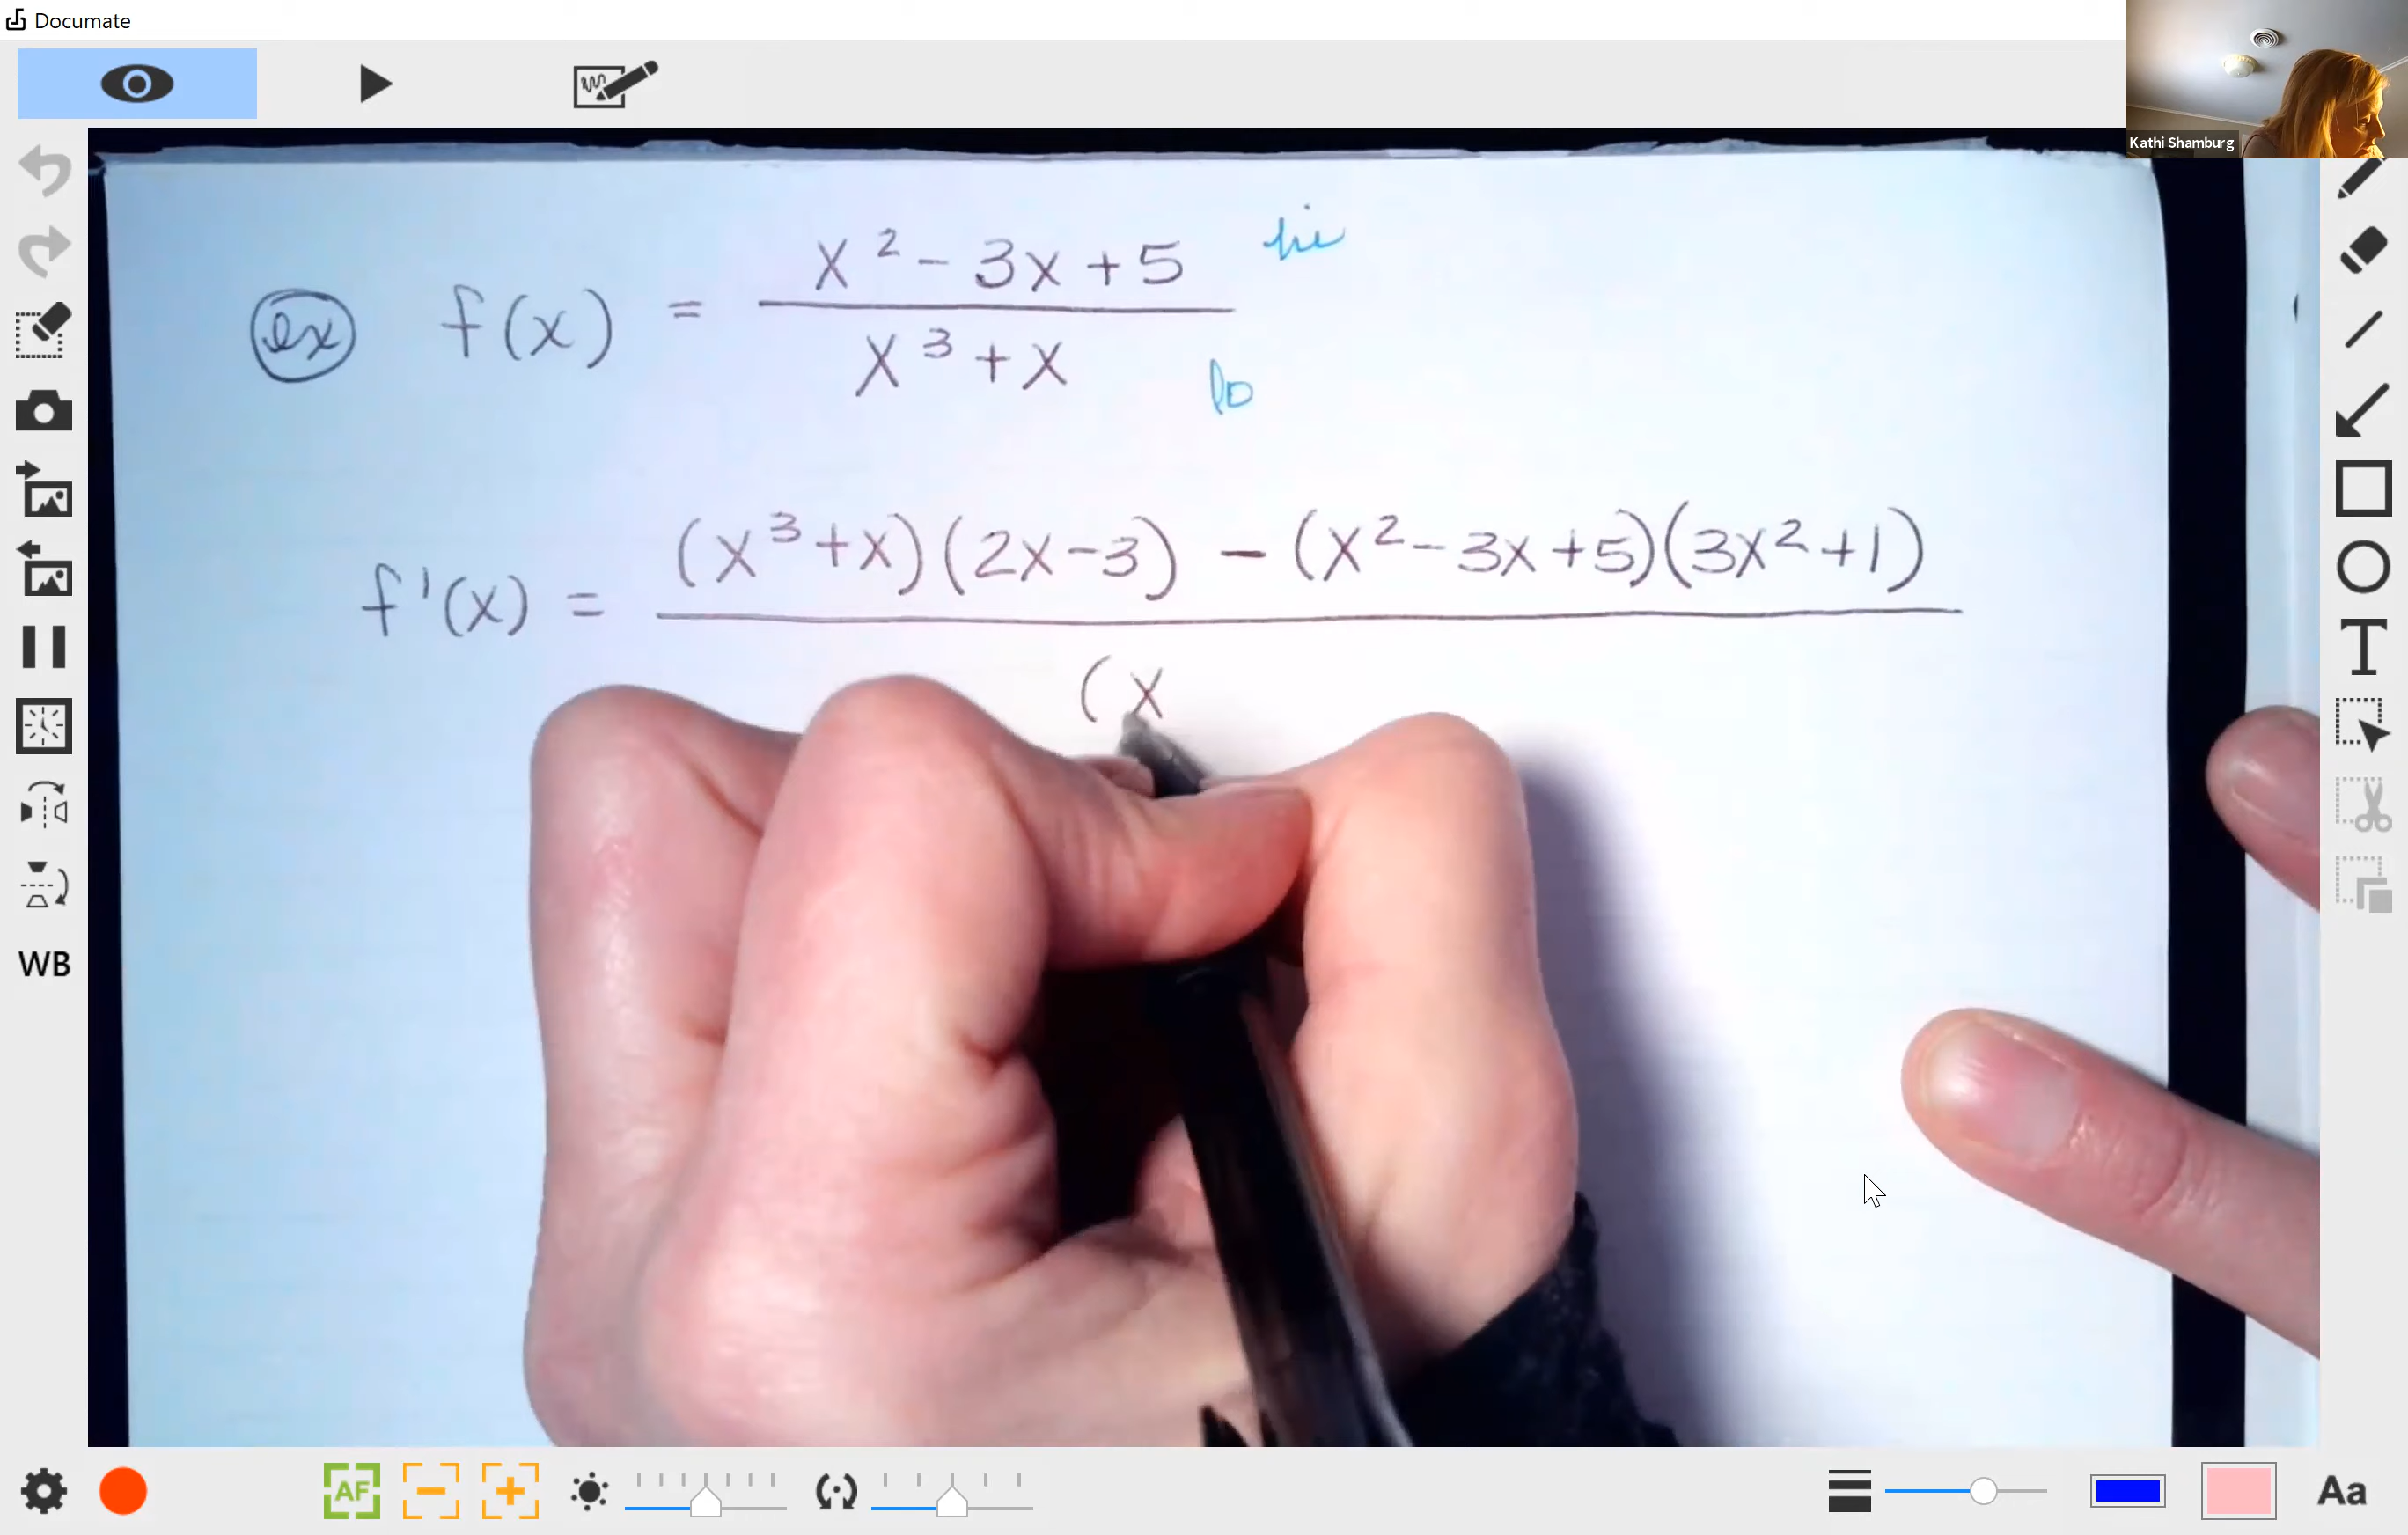 Documate
Kathi Shamburg
hi
ex f(x) = x² - 3x + 5 / x³ + x
lo
f'(x) = (x³+x)(2x-3) - (x²-3x+5)(3x²+1) / (x
T
WB
AF
Aa